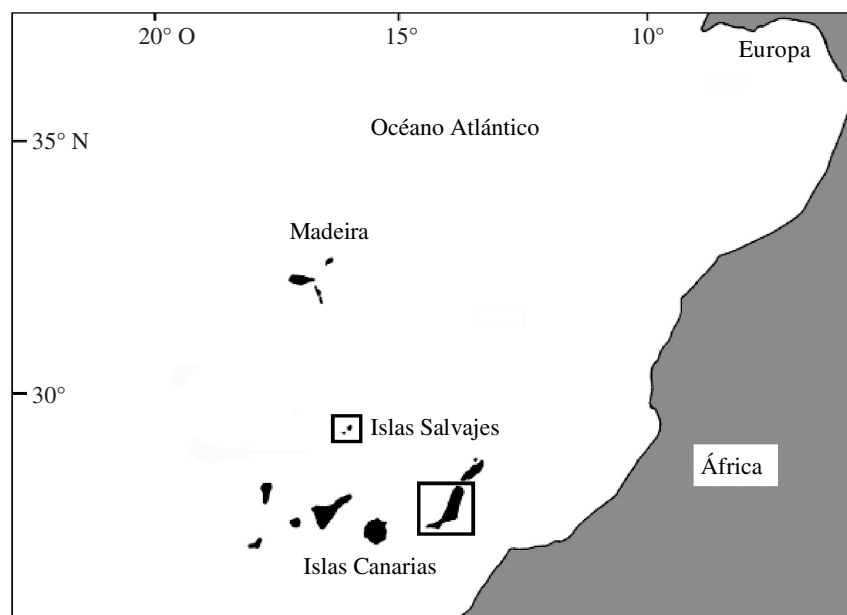 20° O
15°
10°
Europa
Océano Atlántico
35° N
Madeira
30°
Islas Salvajes
África
Islas Canarias